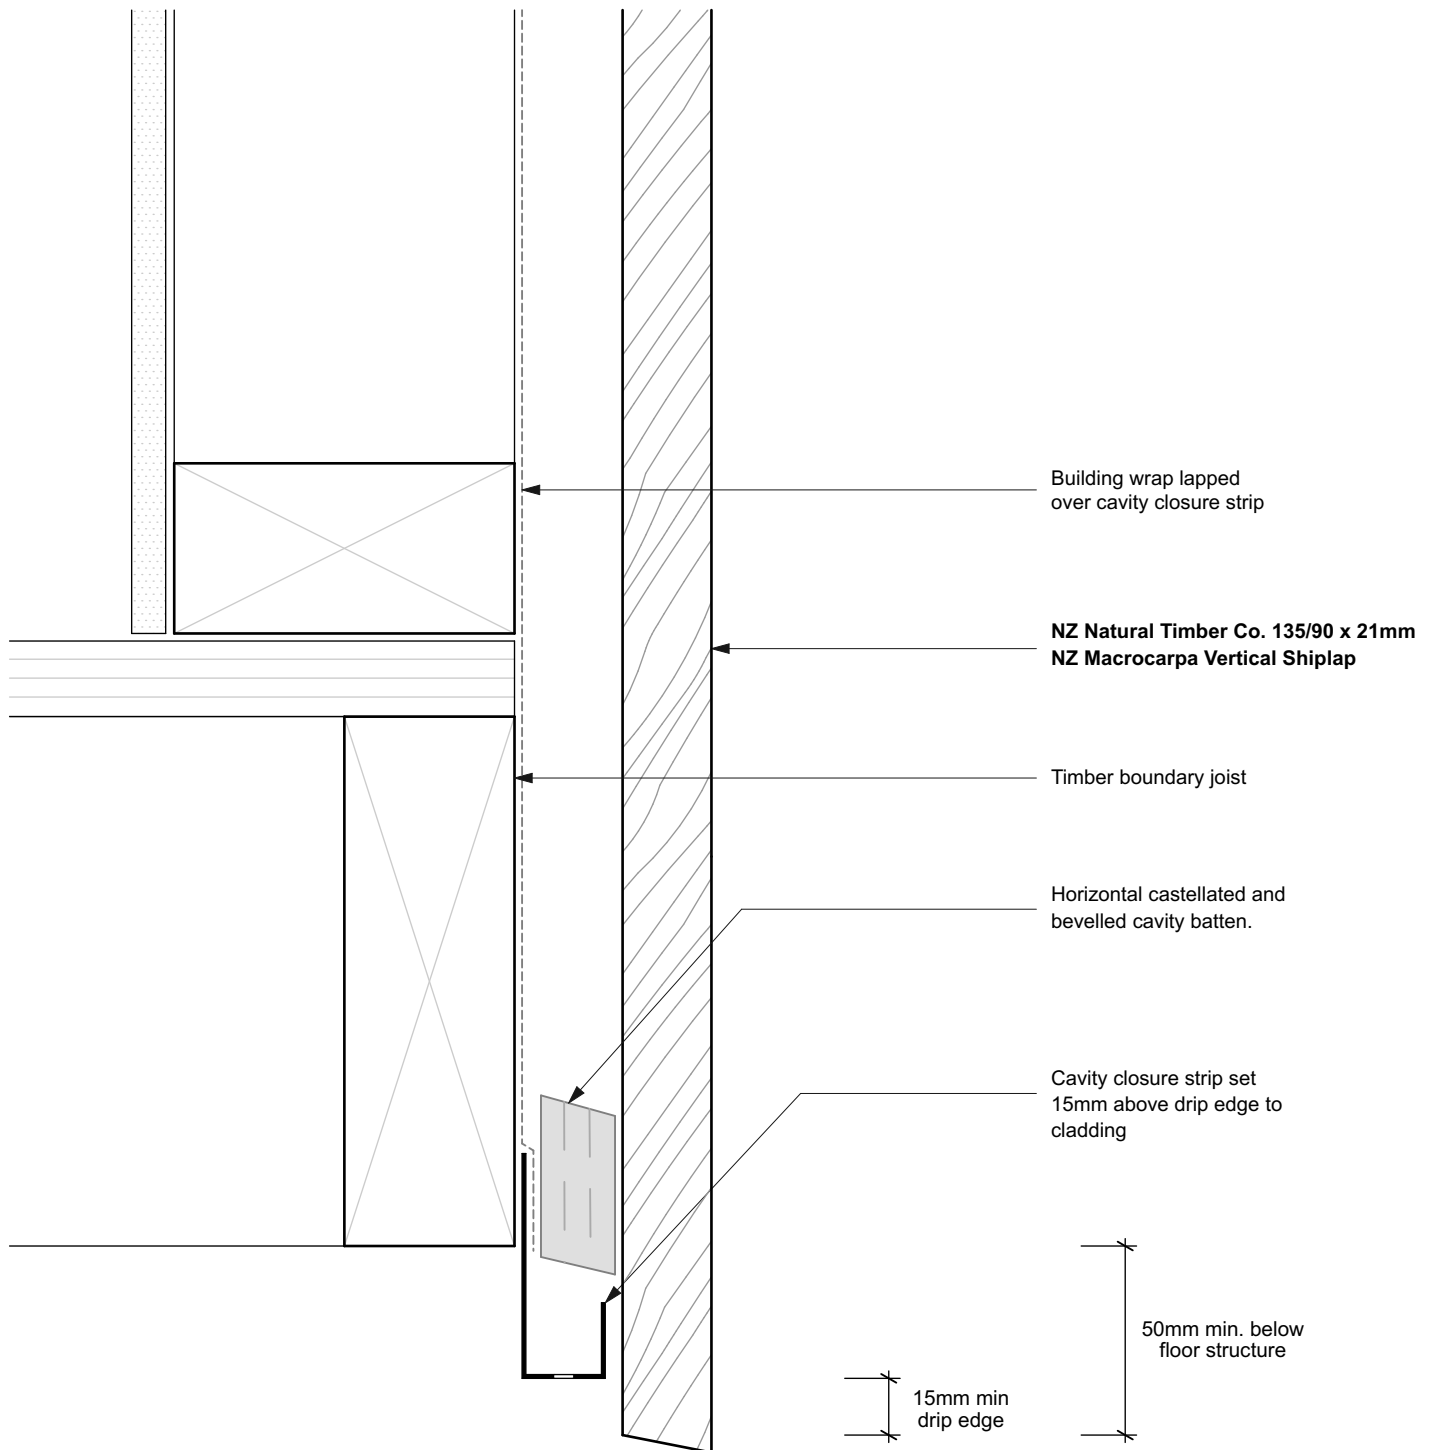 Building wrap lapped
over cavity closure strip
NZ Natural Timber Co. 135/90 x 21mm
NZ Macrocarpa Vertical Shiplap
Timber boundary joist
Horizontal castellated and
bevelled cavity batten.
Cavity closure strip set
15mm above drip edge to
cladding
50mm min. below
floor structure
15mm min
drip edge